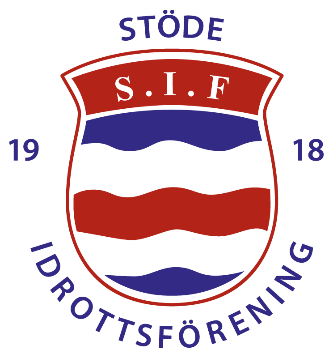 STÖDE
S.I.F
19 18
IDROTTSFÖRENING